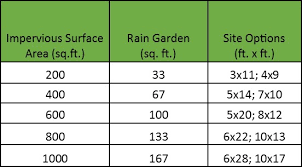 Impervious Surface Area (sq.ft.) Rain Garden (sq. ft.) Site Options (ft. x ft.)
200 33 3x11; 4x9
400 67 5x14; 7x10
600 100 5x20; 8x12
800 133 6x22; 10x13
1000 167 6x28; 10x17